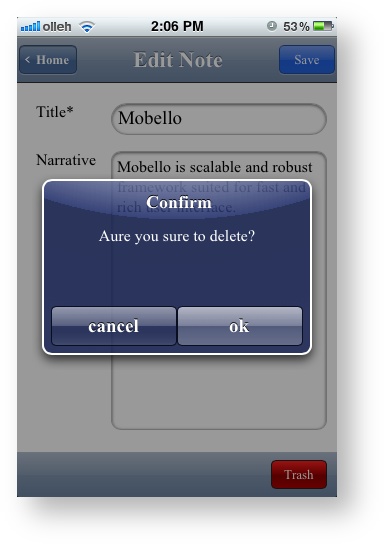 olleh 2:06 PM 53%
Home Edit Note Save
Title* Mobello
Narrative Mobello is scalable and robust
framework suited for fast and
rich user interface.
Confirm
Aure you sure to delete?
cancel ok
Trash